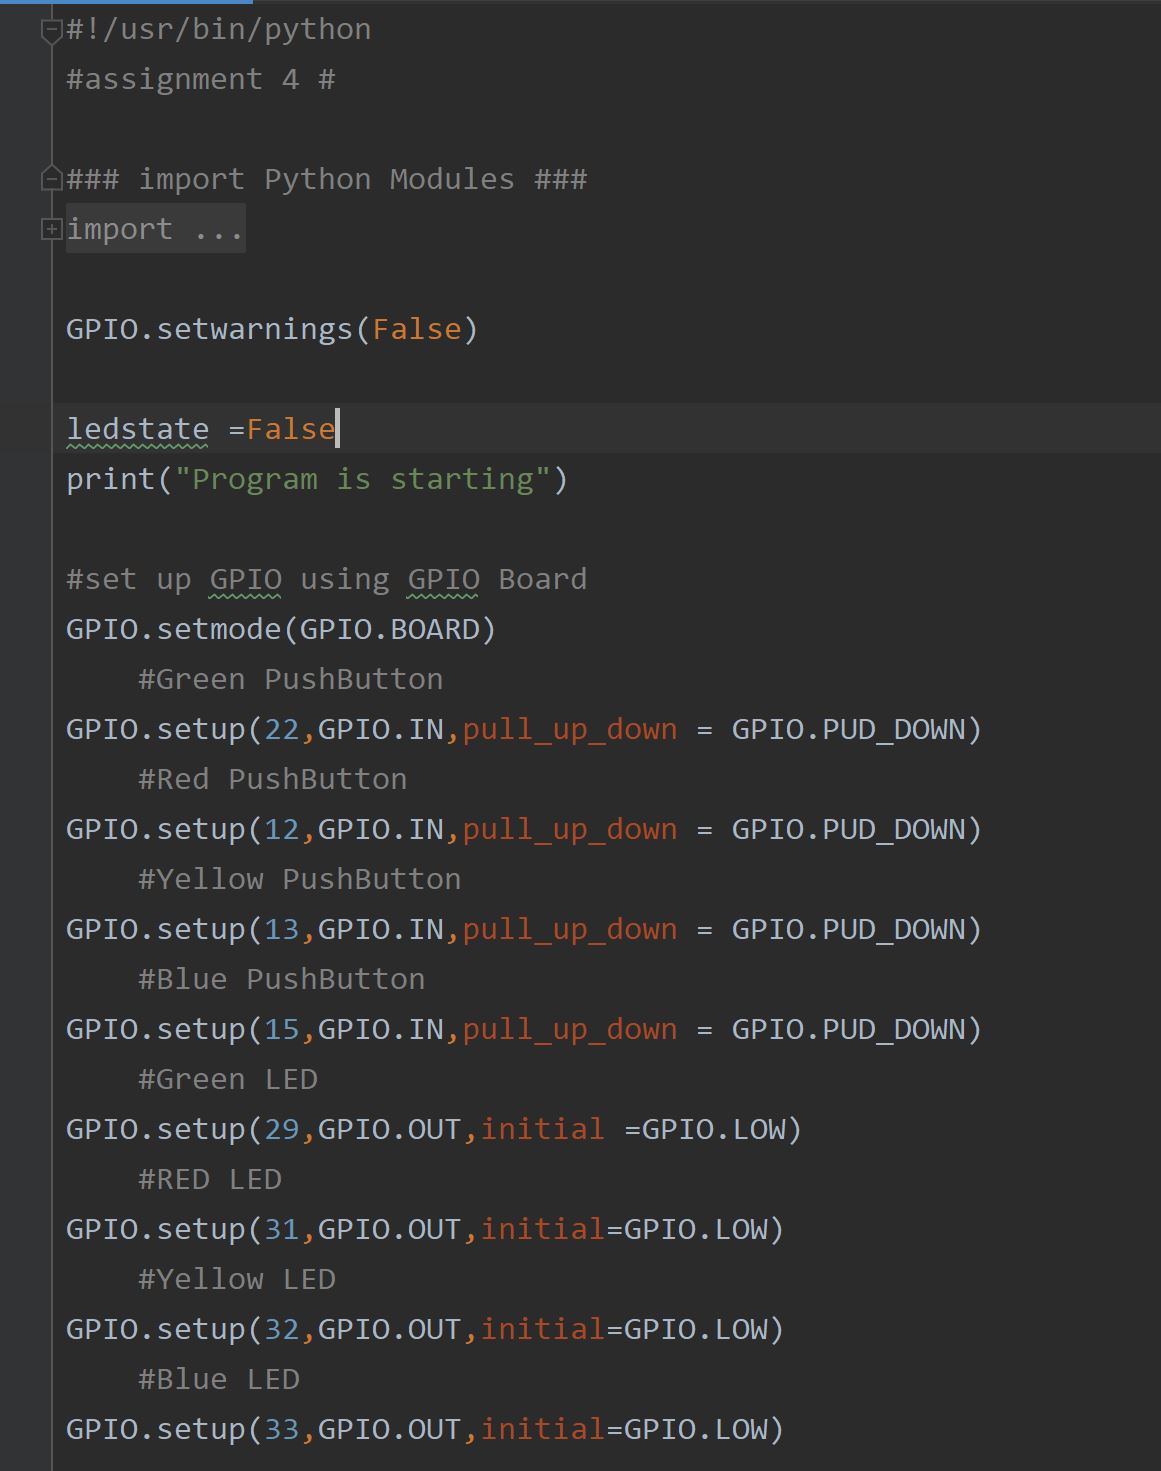 #!/usr/bin/python
#assignment 4 #
### import Python Modules ###
import ...
GPIO.setwarnings(False)
ledstate =False
print("Program is starting")
#set up GPIO using GPIO Board
GPIO.setmode(GPIO.BOARD)
#Green PushButton
GPIO.setup(22,GPIO.IN,pull_up_down = GPIO.PUD_DOWN)
#Red PushButton
GPIO.setup(12,GPIO.IN,pull_up_down = GPIO.PUD_DOWN)
#Yellow PushButton
GPIO.setup(13,GPIO.IN,pull_up_down = GPIO.PUD_DOWN)
#Blue PushButton
GPIO.setup(15,GPIO.IN,pull_up_down = GPIO.PUD_DOWN)
#Green LED
GPIO.setup(29,GPIO.OUT,initial =GPIO.LOW)
#RED LED
GPIO.setup(31,GPIO.OUT,initial=GPIO.LOW)
#Yellow LED
GPIO.setup(32,GPIO.OUT,initial=GPIO.LOW)
#Blue LED
GPIO.setup(33,GPIO.OUT,initial=GPIO.LOW)